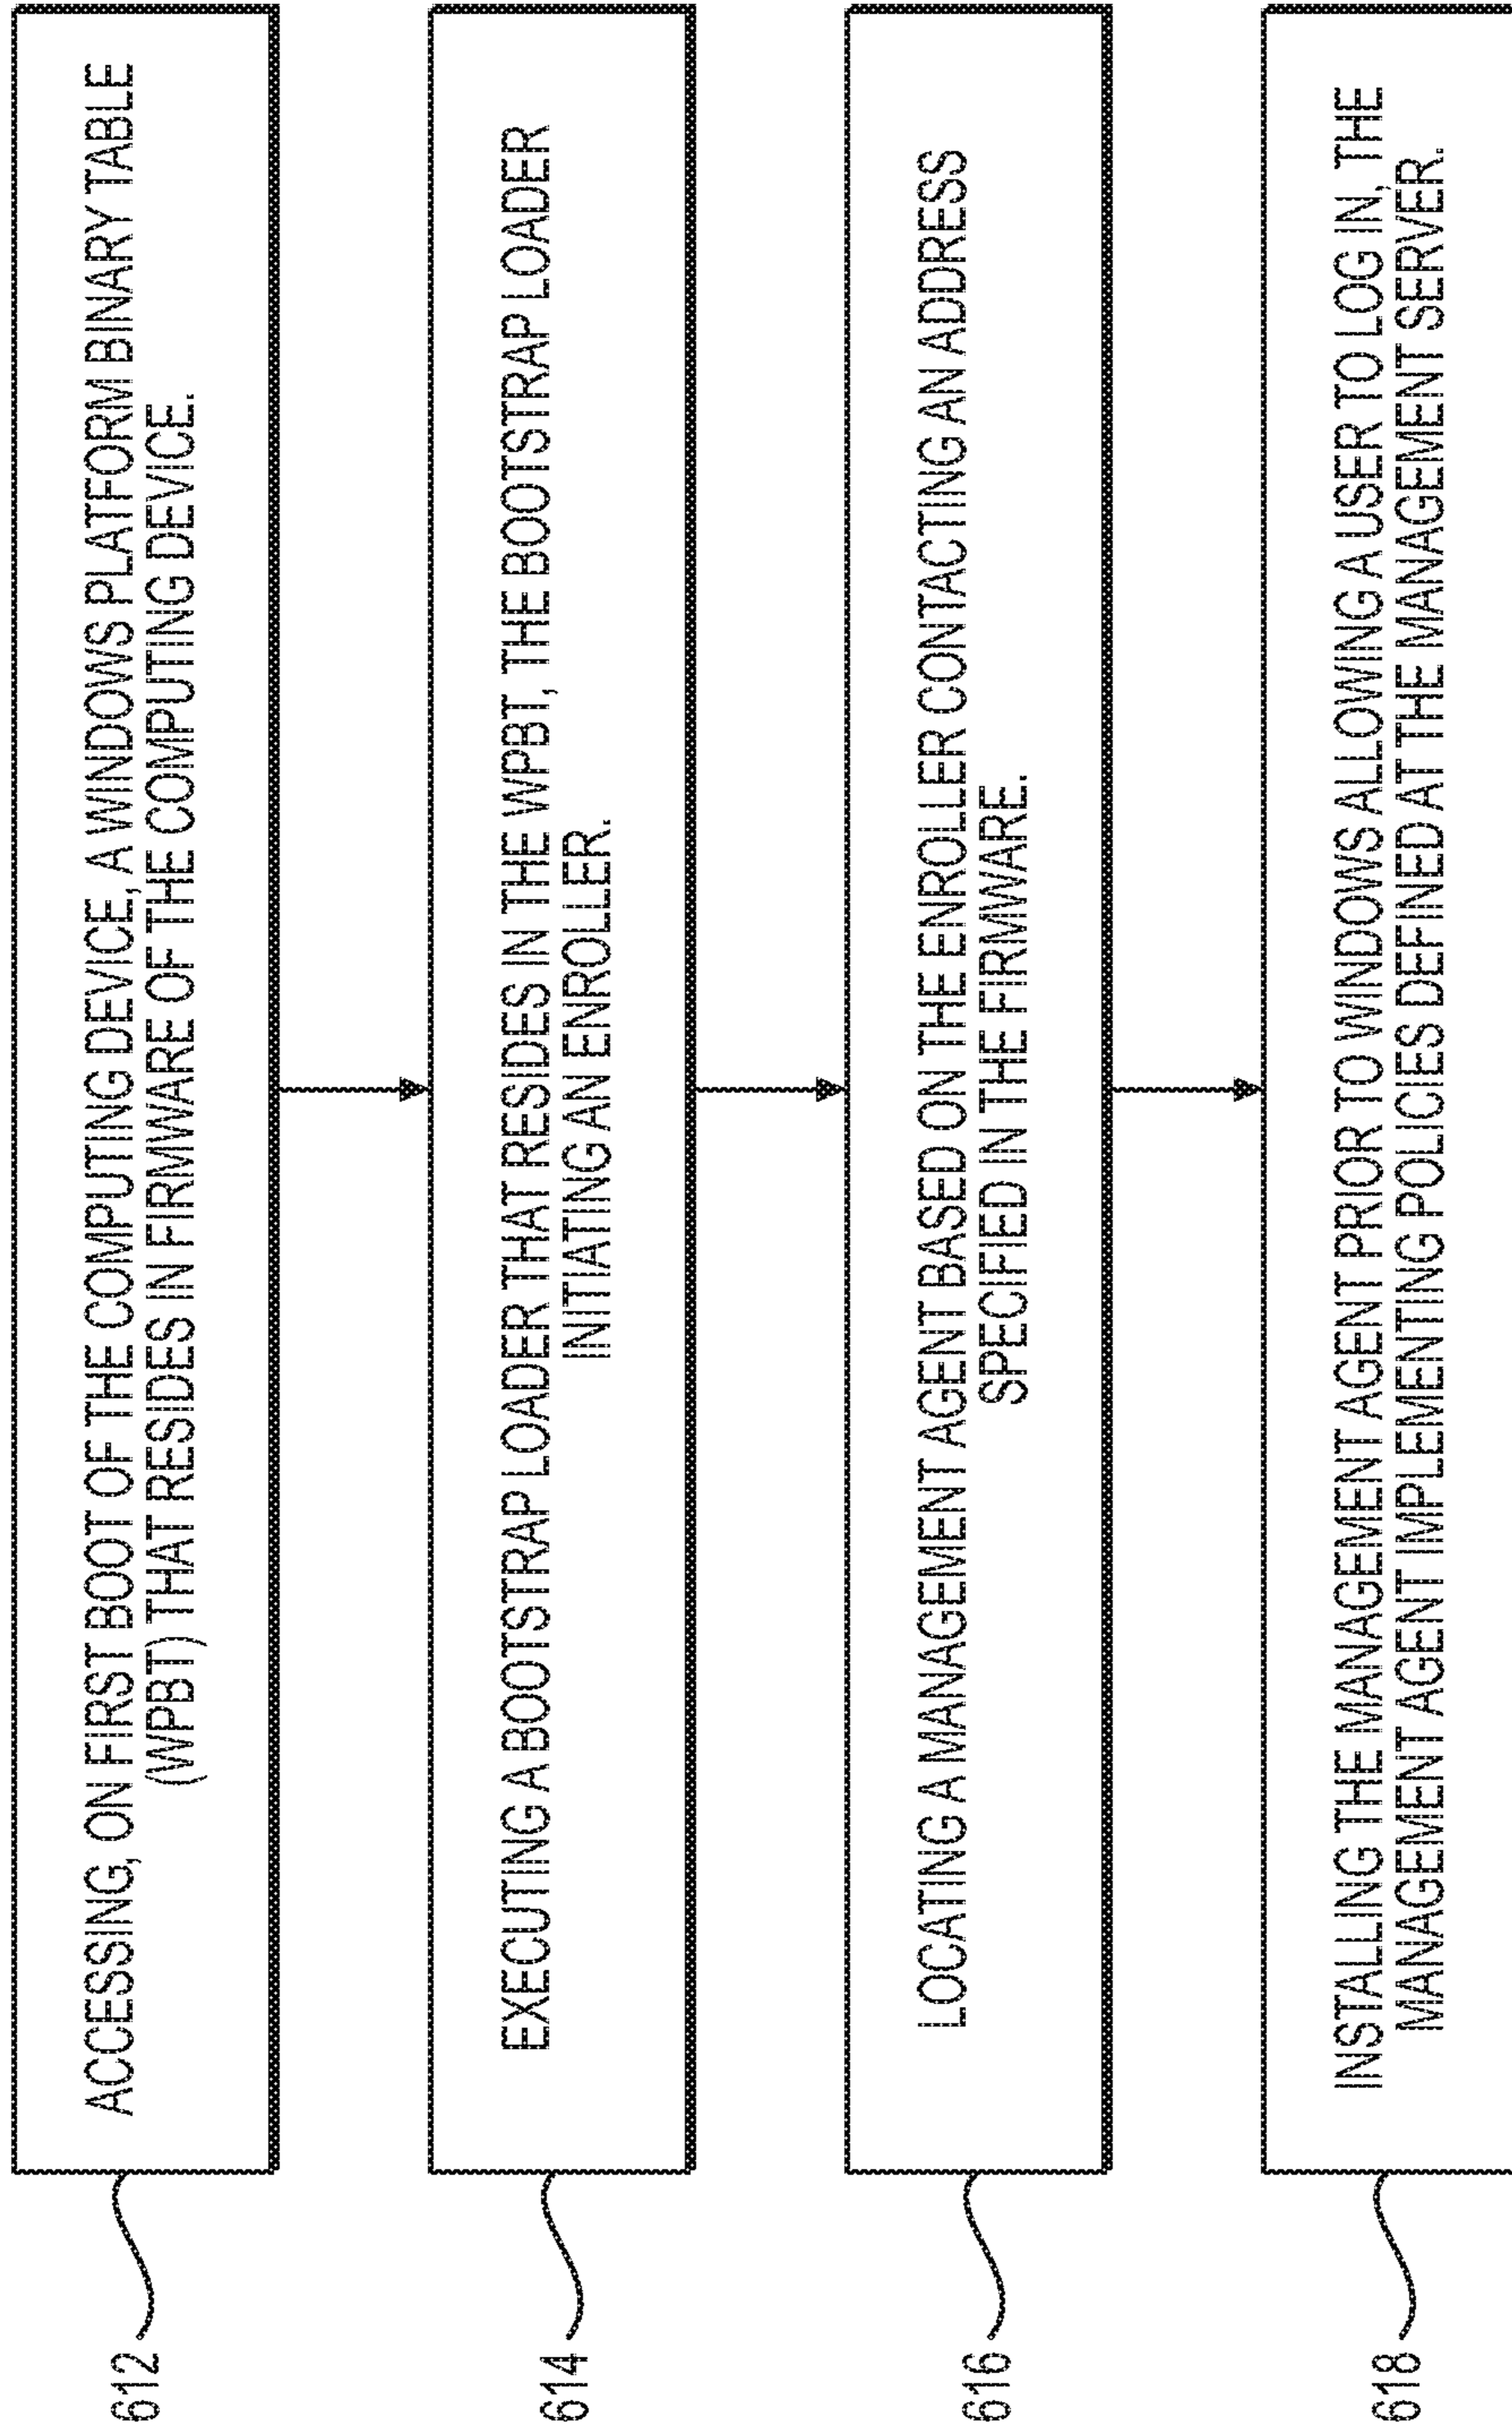 612
ACCESSING, ON FIRST BOOT OF THE COMPUTING DEVICE, A WINDOWS PLATFORM BINARY TABLE
(WPBT) THAT RESIDES IN FIRMWARE OF THE COMPUTING DEVICE.
614
EXECUTING A BOOTSTRAP LOADER THAT RESIDES IN THE WPBT, THE BOOTSTRAP LOADER
INITIATING AN ENROLLER.
616
LOCATING A MANAGEMENT AGENT BASED ON THE ENROLLER CONTACTING AN ADDRESS
SPECIFIED IN THE FIRMWARE.
618
INSTALLING THE MANAGEMENT AGENT PRIOR TO WINDOWS ALLOWING A USER TO LOG IN, THE
MANAGEMENT AGENT IMPLEMENTING POLICIES DEFINED AT THE MANAGEMENT SERVER.